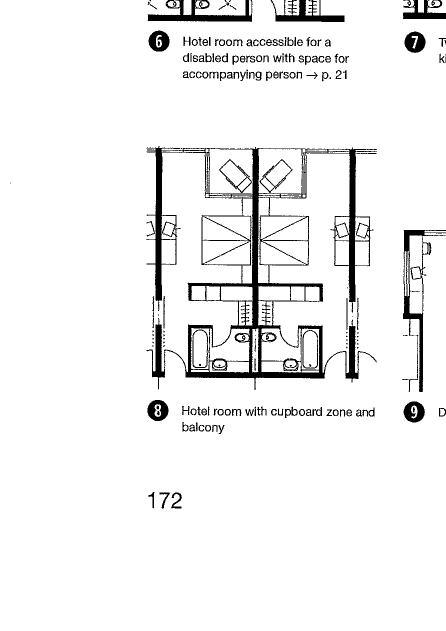 6 Hotel room accessible for a
disabled person with space for
accompanying person → p. 21
7
8 Hotel room with cupboard zone and
balcony
9 D
172